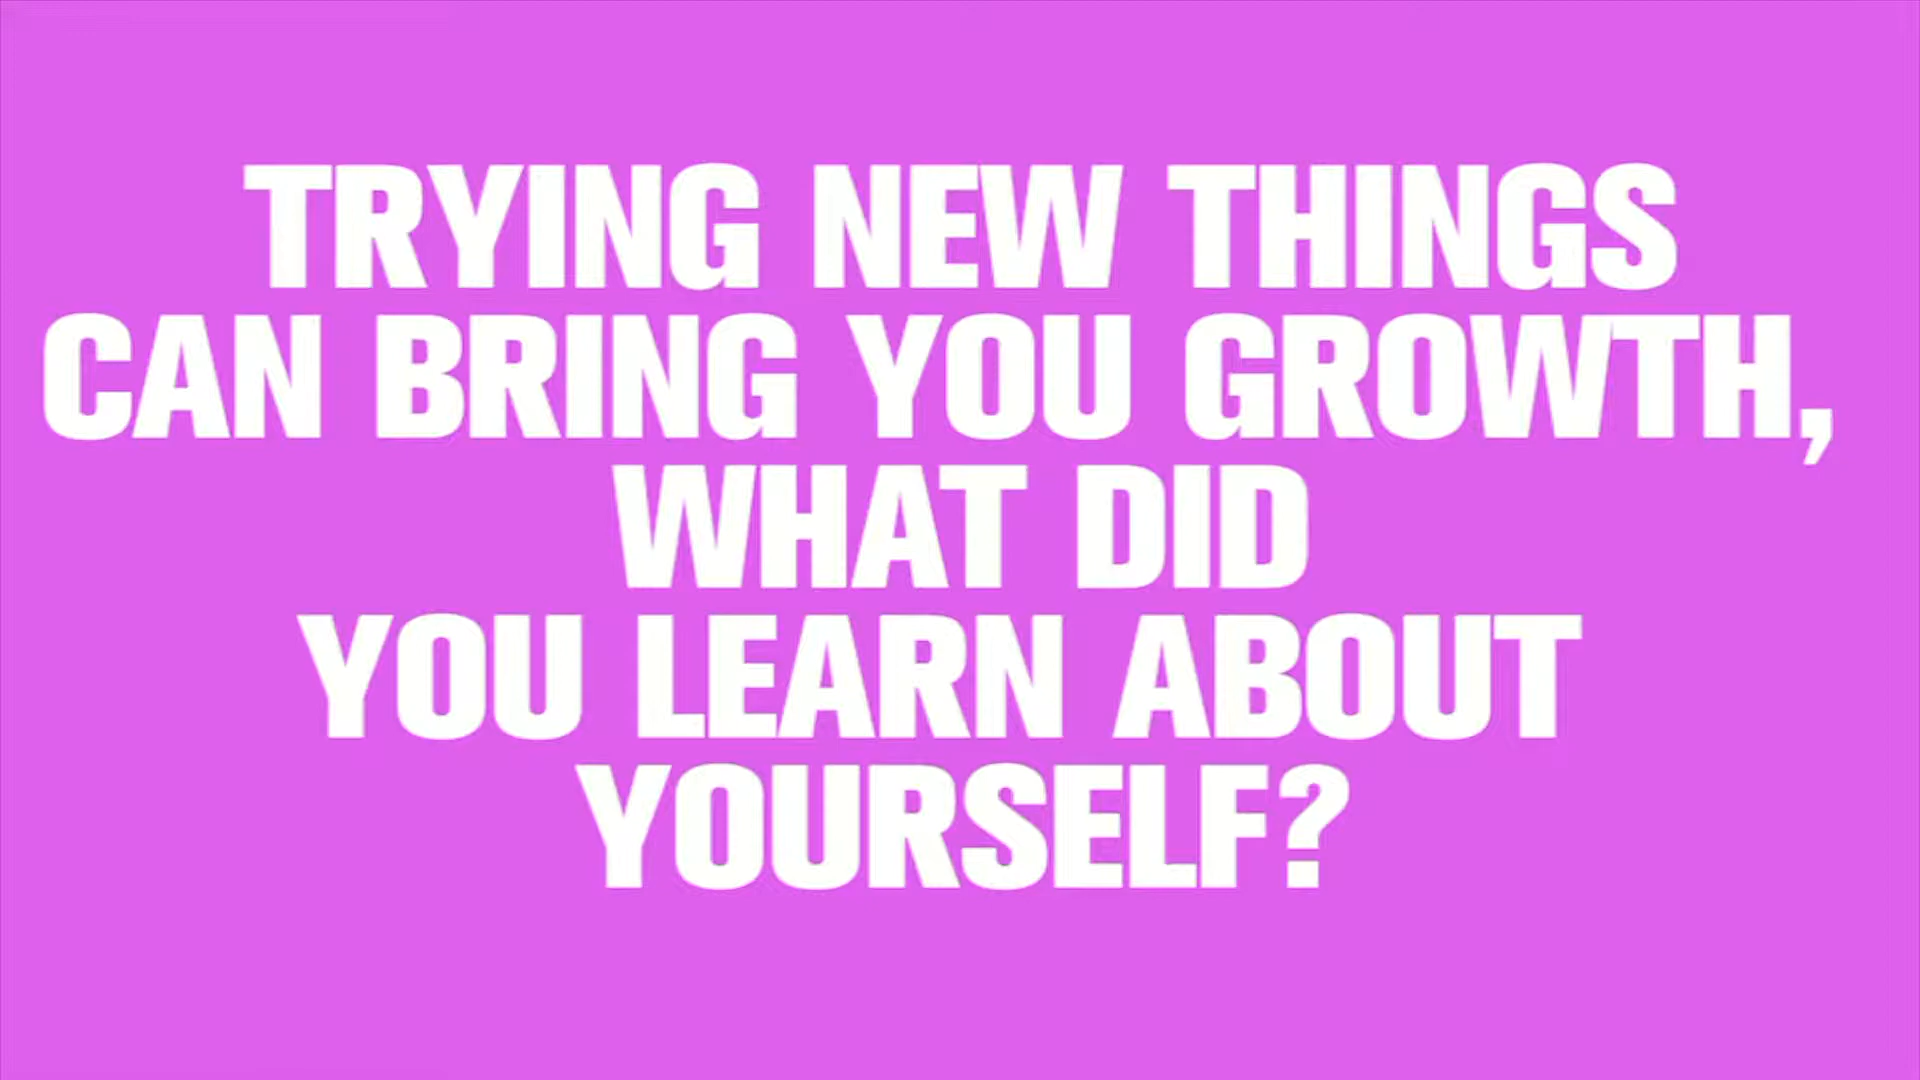 TRYING NEW THINGS
CAN BRING YOU GROWTH,
WHAT DID
YOU LEARN ABOUT
YOURSELF?